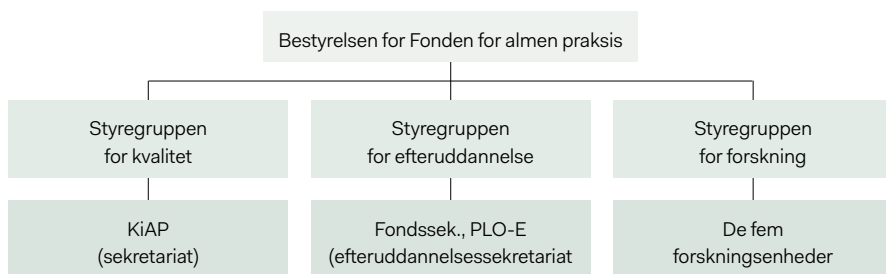 Bestyrelsen for Fonden for almen praksis
Styregruppen
for kvalitet
Styregruppen
for efteruddannelse
Styregruppen
for forskning
KiAP
(sekretariat)
Fondssek., PLO-E
(efteruddannelsessekretariat
De fem
forskningsenheder